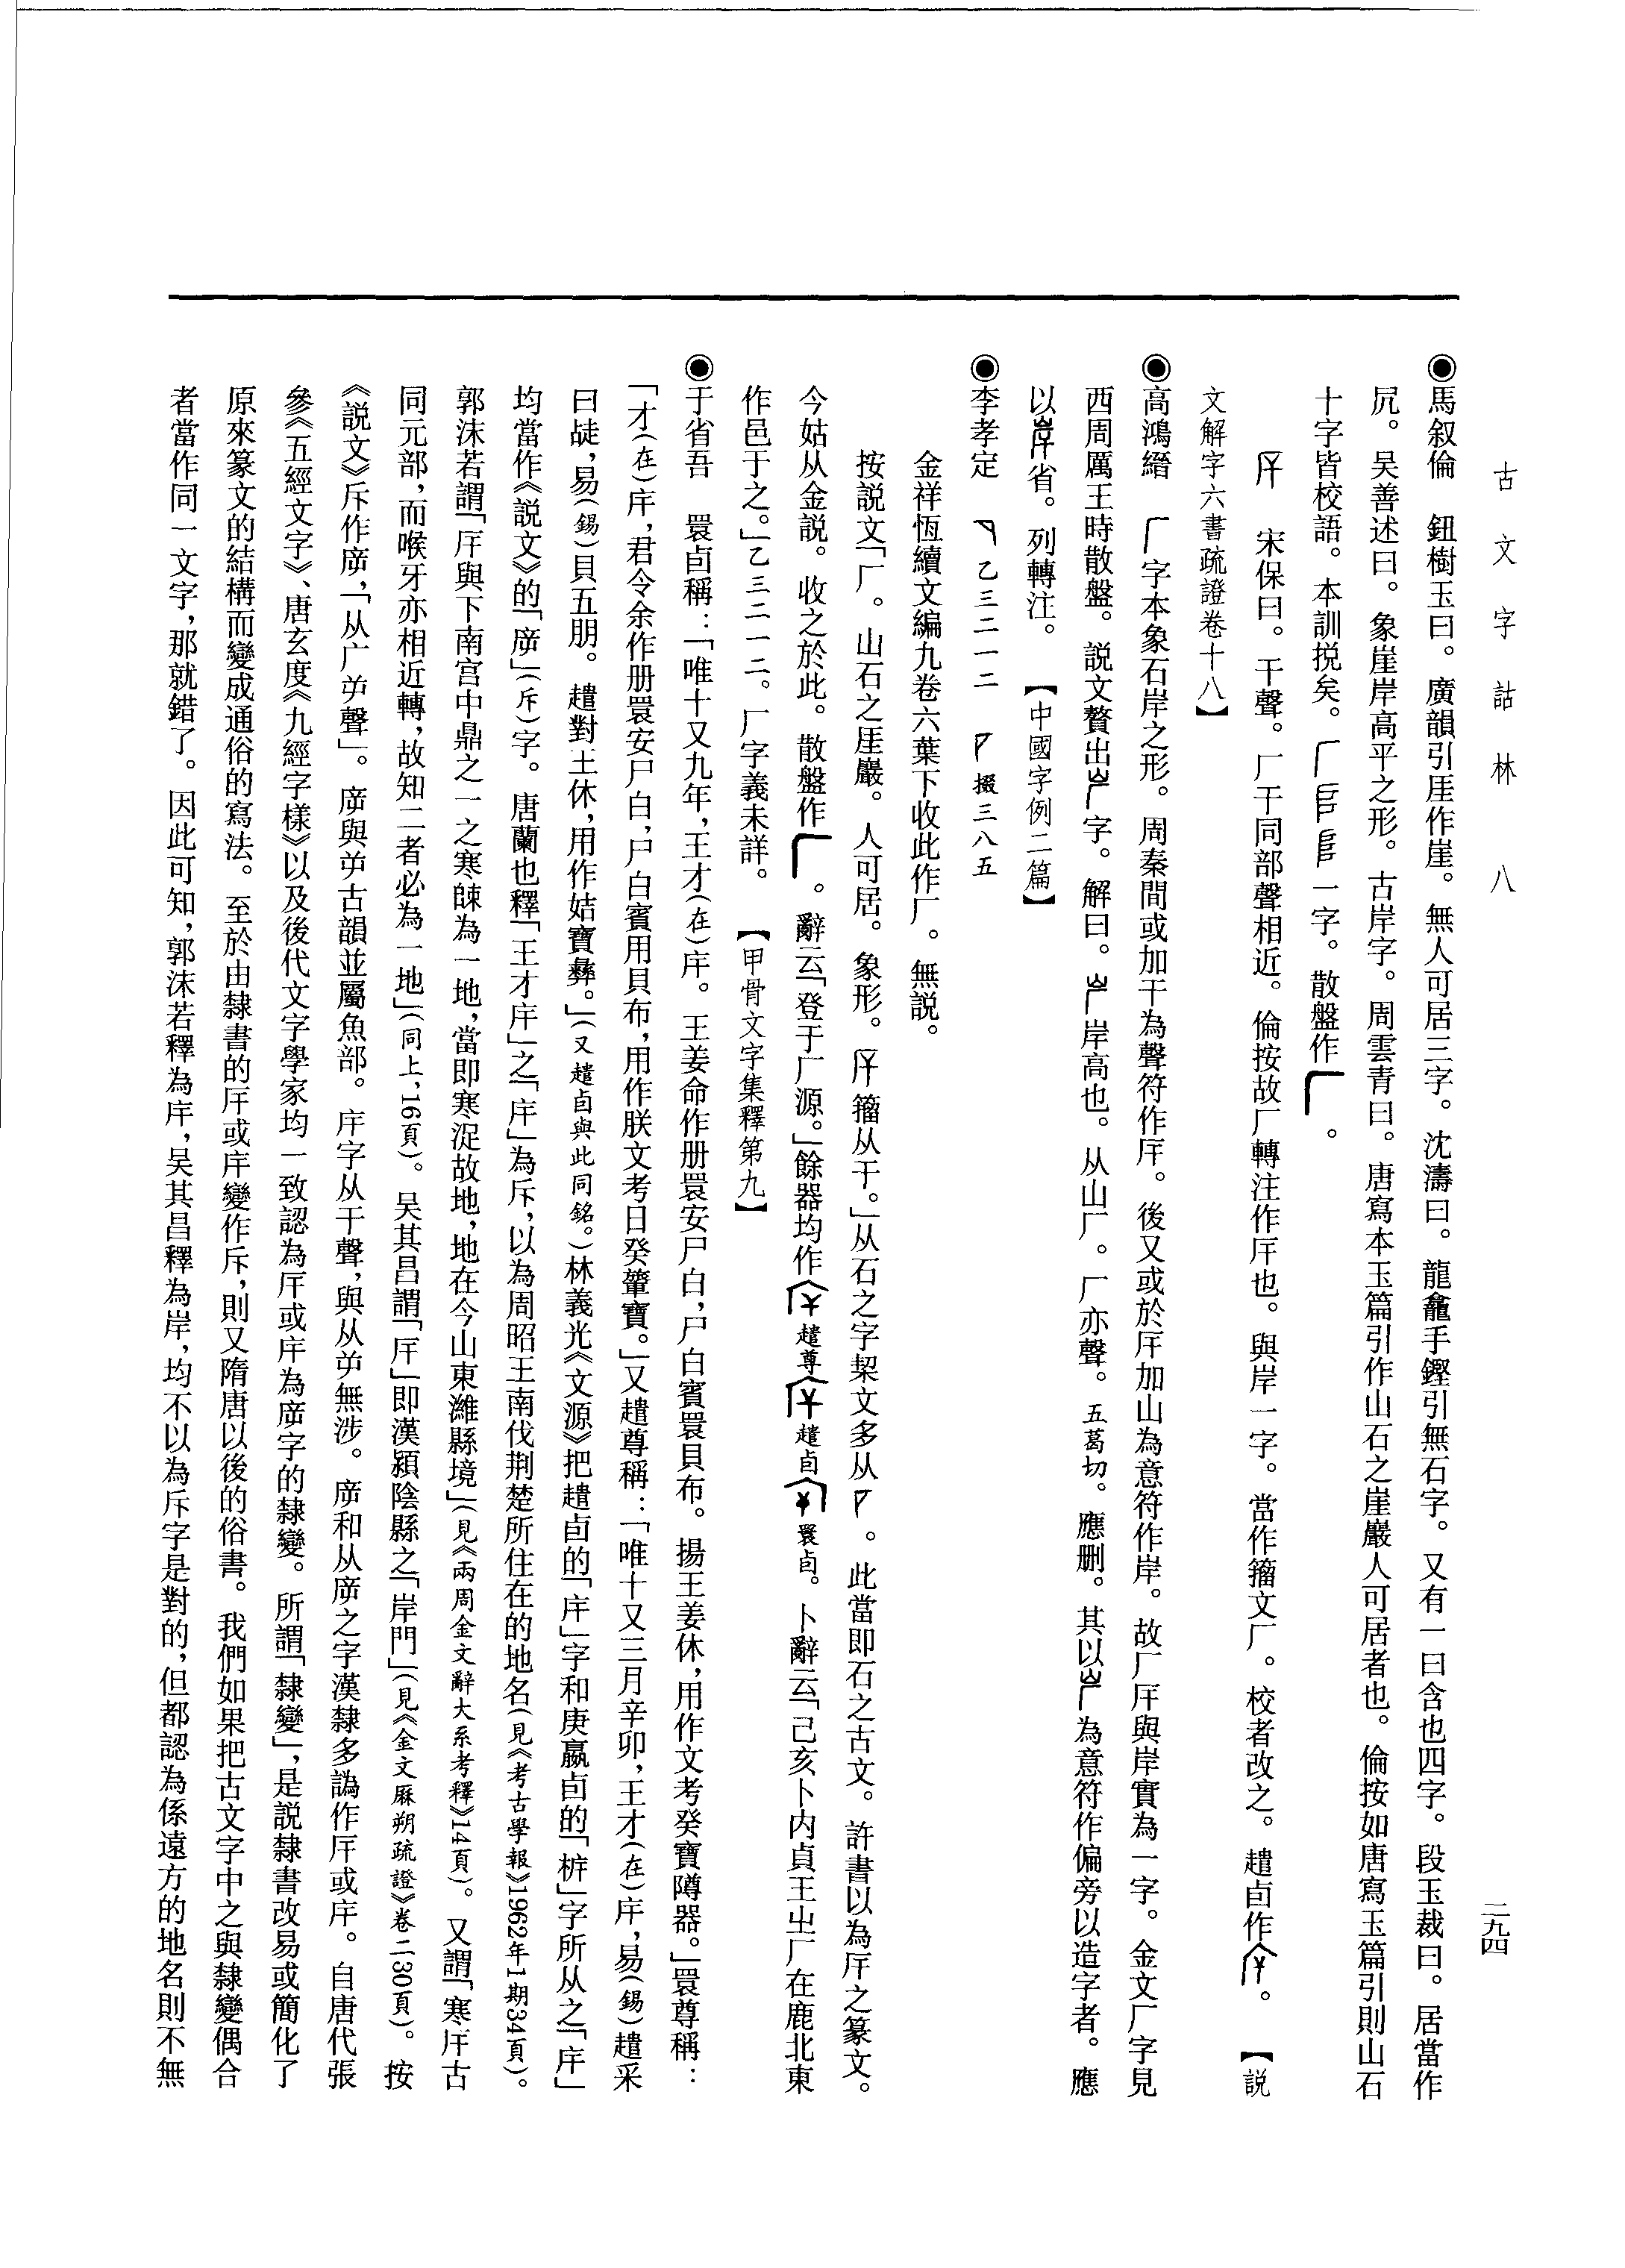 古文字詁林　八
二九四
◉馬叙倫　鈕樹玉曰。廣韻引厓作崖。無人可居三字。沈濤曰。龍龕手鑑引無石字。又有一曰含也四字。段玉裁曰。居當作
凥。吴善述曰。象崖岸高平之形。古岸字。周雲青曰。唐寫本玉篇引作山石之崖巖人可居者也。倫按如唐寫玉篇引則山石
十字皆校語。本訓挩矣。厂一字。散盤作。
厈　宋保曰。干聲。厂干同部聲相近。倫按故厂轉注作厈也。與岸一字。當作籀文厂。校者改之。趞卣作。【説
文解字六書疏證卷十八】
◉高鴻縉　厂字本象石岸之形。周秦間或加干為聲符作厈。後又或於厈加山為意符作岸。故厂厈與岸實為一字。金文厂字見
西周厲王時散盤。説文贅出屵字。解曰。屵岸高也。从山厂。厂亦聲。五葛切。應删。其以屵為意符作偏旁以造字者。應
以岸省。列轉注。【中國字例二篇】
◉李孝定　乙三二一二　掇三八五
金祥恆續文編九卷六葉下收此作厂。無説。
按説文「厂。山石之厓巖。人可居。象形。厈籀从干。」从石之字栔文多从。此當即石之古文。許書以為厈之篆文。
今姑从金説。收之於此。散盤作。辭云「登于厂源。」餘器均作趞尊趞卣睘卣。卜辭云「己亥卜内貞王㞢厂在鹿北東
作邑于之。」乙三二一二。厂字義未詳。【甲骨文字集釋第九】
◉于省吾　睘卣稱：「唯十又九年，王才（在）庠。王姜命作册睘安尸白，尸白賓睘貝布。揚王姜休，用作文考癸寶隣器。」睘尊稱：
「才（在）庠，君令余作册睘安尸白，尸白賓用貝布，用作朕文考日癸肈寶。」又趞尊稱：「唯十又三月辛卯，王才（在）庠，易（錫）趞采
曰，易（錫）貝五朋。趞對王休，用作姞寶彝。」（又趞卣與此同銘。）林義光《文源》把趞卣的「庠」字和庚嬴卣的「」字所从之「庠」
均當作《説文》的「㡿」（斥）字。唐蘭也釋「王才庠」之「庠」為斥，以為周昭王南伐荆楚所住在的地名（見《考古學報》1962年1期34頁）。
郭沫若謂「厈與下南宫中鼎之一之寒為一地，當即寒浞故地，地在今山東濰縣境」（見《兩周金文辭大系考釋》14頁）。又謂「寒厈古
同元部，而喉牙亦相近轉，故知二者必為一地」（同上，16頁）。吴其昌謂「厈」即漢潁陰縣之「岸門」（見《金文厤朔疏證》卷二30頁）。按
《説文》斥作㡿，「从广屰聲」。㡿與屰古韻並屬魚部。庠字从干聲，與从屰無涉。㡿和从㡿之字漢隸多譌作厈或庠。自唐代張
參《五經文字》、唐玄度《九經字樣》以及後代文字學家均一致認為厈或庠為㡿字的隸變。所謂「隸變」，是説隸書改易或簡化了
原來篆文的結構而變成通俗的寫法。至於由隸書的厈或庠變作斥，則又隋唐以後的俗書。我們如果把古文字中之與隸變偶合
者當作同一文字，那就錯了。因此可知，郭沫若釋為庠，吴其昌釋為岸，均不以為斥字是對的，但都認為係遠方的地名則不無